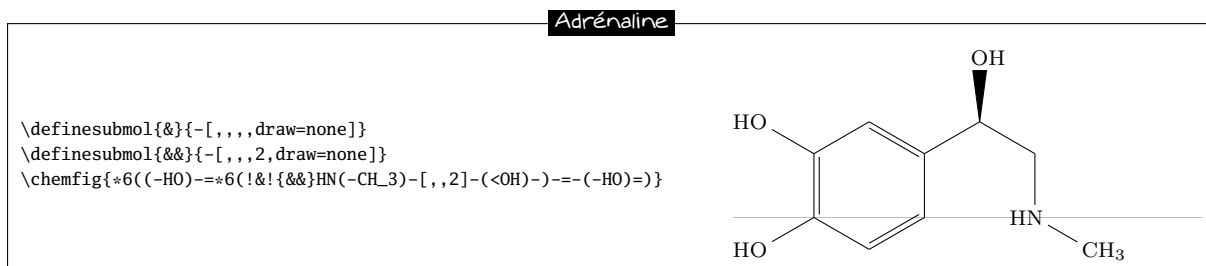 Adrénaline
\definesubmol{&}{-[,,,,draw=none]}
\definesubmol{&&}{-[,,,2,draw=none]}
\chemfig{*6((-HO)-=*6(!&!{&&}HN(-CH_3)-[,,2]-(<OH)-)-=-(-HO)=)}
OH
HO
HN
HO
CH3